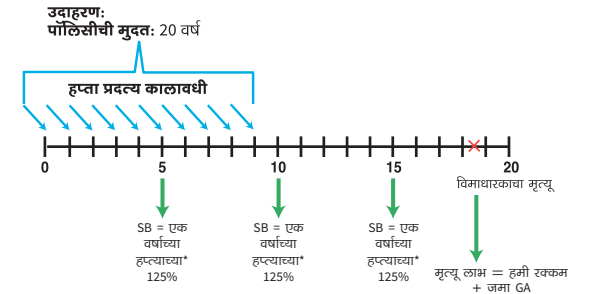 उदाहरण:
पॉलिसीची मुदत: 20 वर्ष
हप्ता प्रदत्य कालावधी
0 5 10 15 20
विमाधारकाचा मृत्यू
SB = एक
वर्षाच्या
हप्त्याच्या*
125%
SB = एक
वर्षाच्या
हप्त्याच्या*
125%
SB = एक
वर्षाच्या
हप्त्याच्या*
125%
मृत्यू लाभ = हमी रक्कम
+ जमा GA